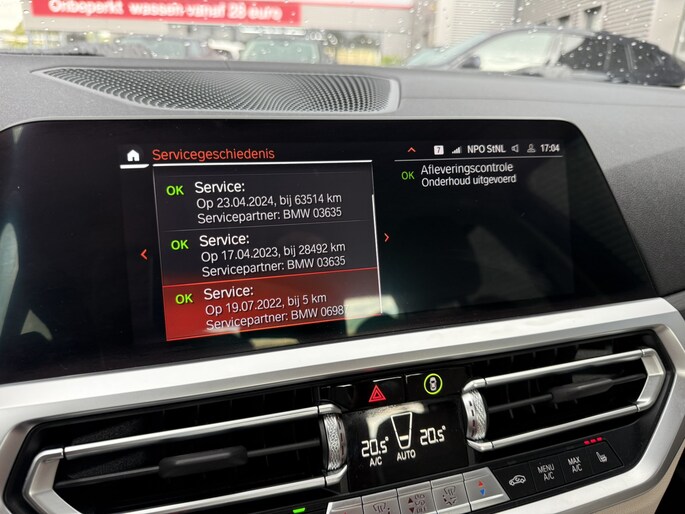 Onbeperkt wassen vanaf 28 euro
7 NPO StNL 17:04
Servicegeschiedenis
OK Service:
Op 23.04.2024, bij 63514 km
Servicepartner: BMW 03635
OK Service:
Op 17.04.2023, bij 28492 km
Servicepartner: BMW 03635
OK Service:
Op 19.07.2022, bij 5 km
Servicepartner: BMW 0698
OK Afleveringscontrole
Onderhoud uitgevoerd
20.5° 20.5°
A/C AUTO
MENU
A/C
MAX
A/C